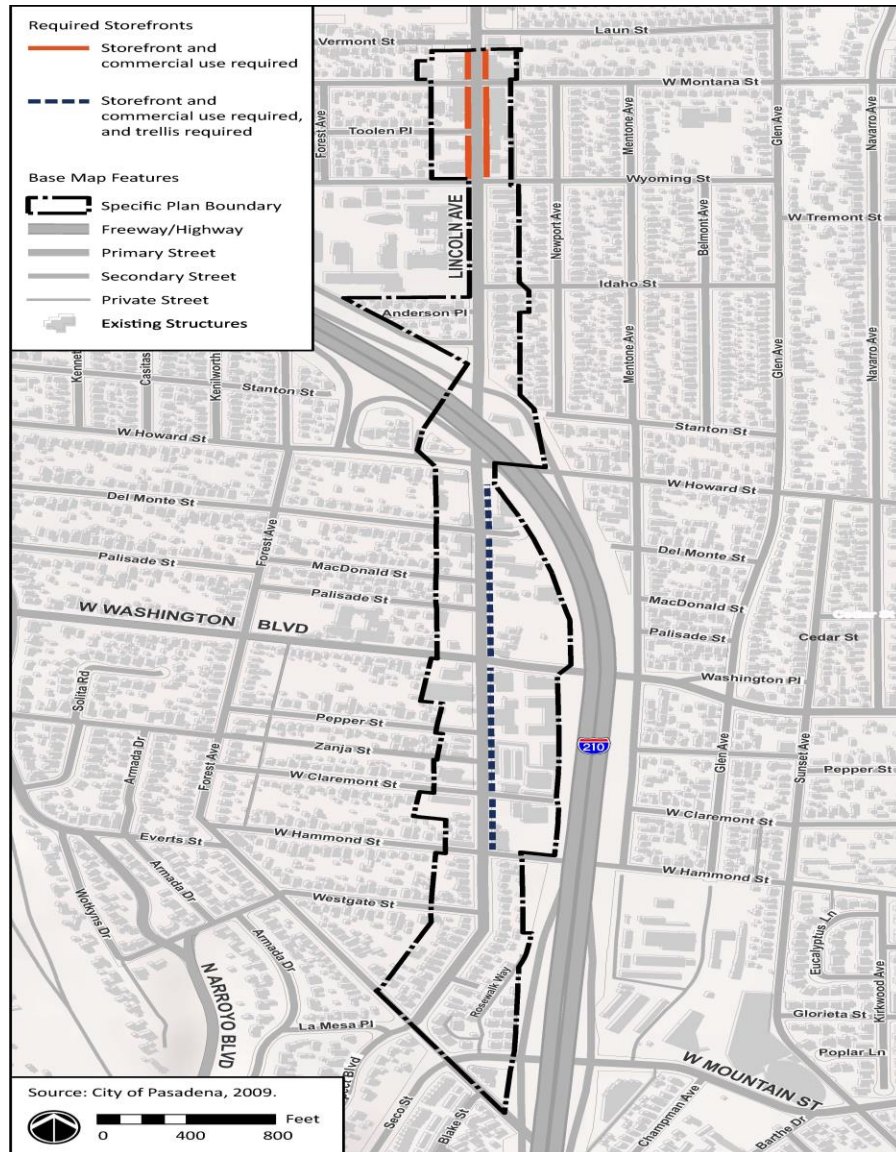 Required Storefronts
Storefront and
commercial use required
Storefront and
commercial use required,
and trellis required
Base Map Features
Specific Plan Boundary
Freeway/Highway
Primary Street
Secondary Street
Private Street
Existing Structures
Vermont St
Laun St
W Montana St
Forest Ave
Toolen Pl
Mentone Ave
Glen Ave
Navarro Ave
Wyoming St
LINCOLN AVE
Newport Ave
Belmont Ave
W Tremont St
Idaho St
Anderson Pl
Mentone Ave
Glen Ave
Navarro Ave
Kennet
Casitas
Kenilworth
Stanton St
Stanton St
W Howard St
W Howard St
Del Monte St
Forest Ave
Del Monte St
Palisade St
MacDonald St
Palisade St
MacDonald St
Palisade St
Cedar St
W WASHINGTON BLVD
Washington Pl
Solita Rd
Armada Dr
Forest Ave
Pepper St
Zanja St
W Claremont St
210
Glen Ave
Sunset Ave
Pepper St
W Claremont St
Everts St
W Hammond St
W Hammond St
Westgate St
Wotkyns Dr
Armada Dr
Armada Dr
N ARROYO BLVD
Rosewalk Way
Eucalyptus Ln
Kirkwood Ave
La Mesa Pl
Glorieta St
Poplar Ln
W MOUNTAIN ST
ect Blvd
Seco St
Blake St
Champman Ave
Barthe Dr
Source: City of Pasadena, 2009.
Feet
0 400 800